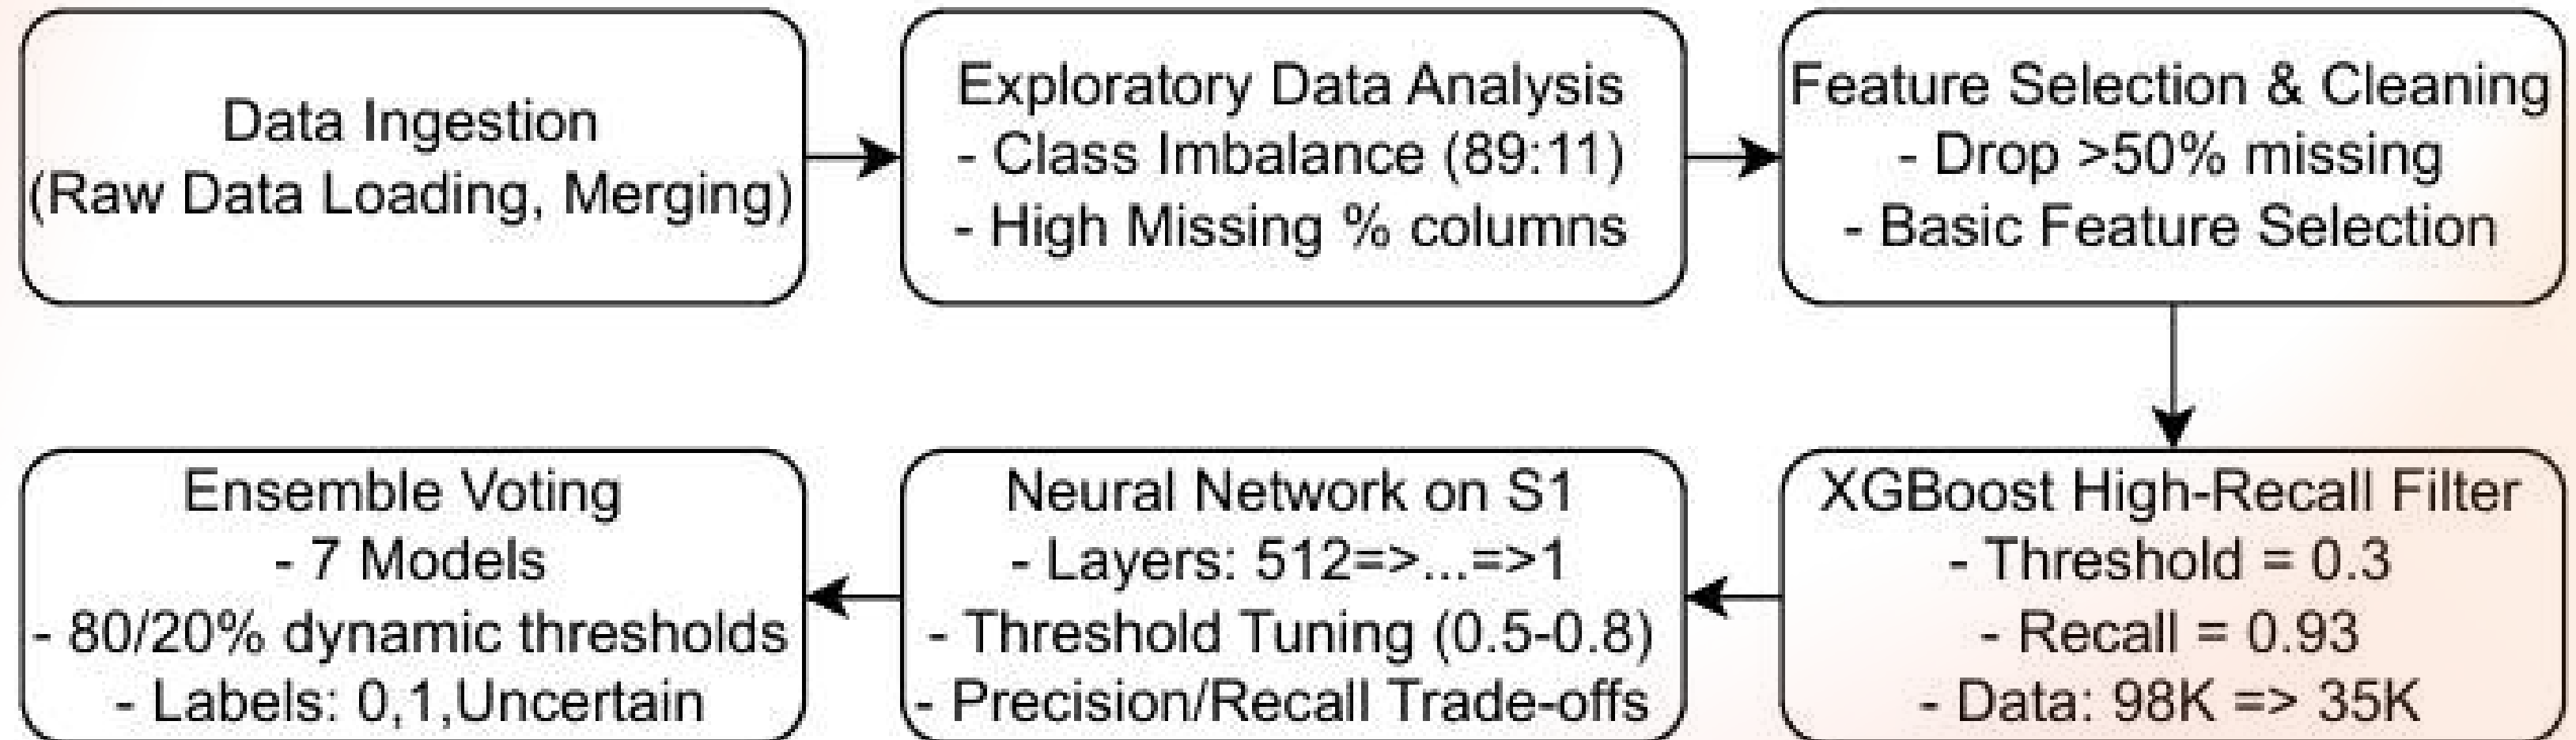 Data Ingestion
(Raw Data Loading, Merging)
Exploratory Data Analysis
- Class Imbalance (89:11)
- High Missing % columns
Feature Selection & Cleaning
- Drop >50% missing
- Basic Feature Selection
XGBoost High-Recall Filter
- Threshold = 0.3
- Recall = 0.93
- Data: 98K => 35K
Neural Network on S1
- Layers: 512=>...=>1
- Threshold Tuning (0.5-0.8)
- Precision/Recall Trade-offs
Ensemble Voting
- 7 Models
- 80/20% dynamic thresholds
- Labels: 0,1,Uncertain